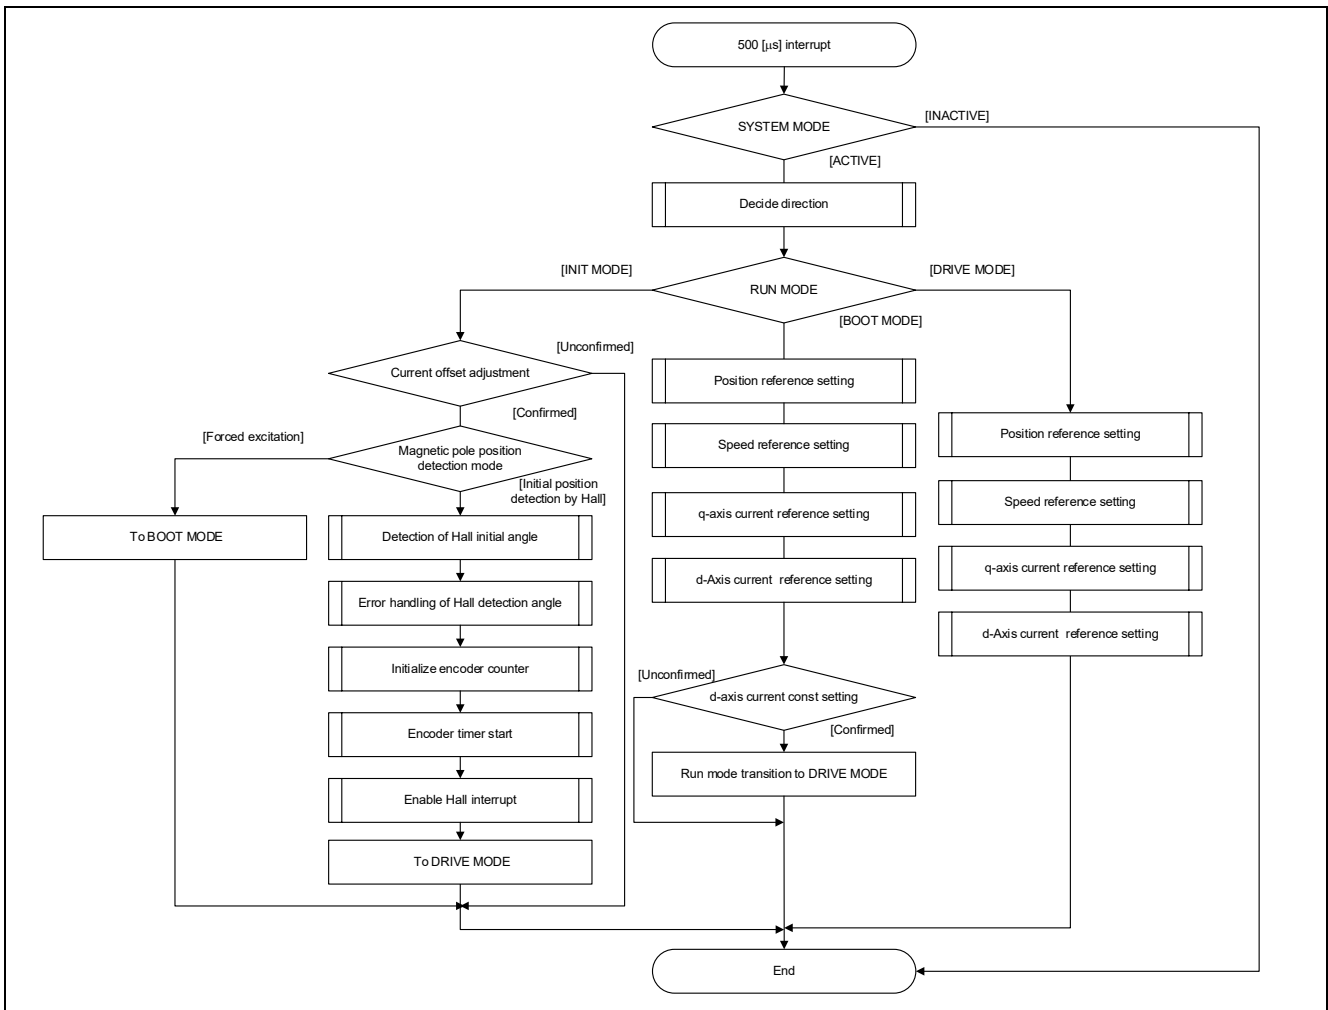 500 [µs] interrupt
SYSTEM MODE
[INACTIVE]
[ACTIVE]
Decide direction
[INIT MODE]
RUN MODE
[DRIVE MODE]
[BOOT MODE]
Current offset adjustment
[Unconfirmed]
[Confirmed]
[Forced excitation]
Magnetic pole position
detection mode
[Initial position
detection by Hall]
To BOOT MODE
Detection of Hall initial angle
Error handling of Hall detection angle
Initialize encoder counter
Encoder timer start
Enable Hall interrupt
To DRIVE MODE
Position reference setting
Speed reference setting
q-axis current reference setting
d-Axis current reference setting
[Unconfirmed]
d-axis current const setting
[Confirmed]
Run mode transition to DRIVE MODE
Position reference setting
Speed reference setting
q-axis current reference setting
d-Axis current reference setting
End